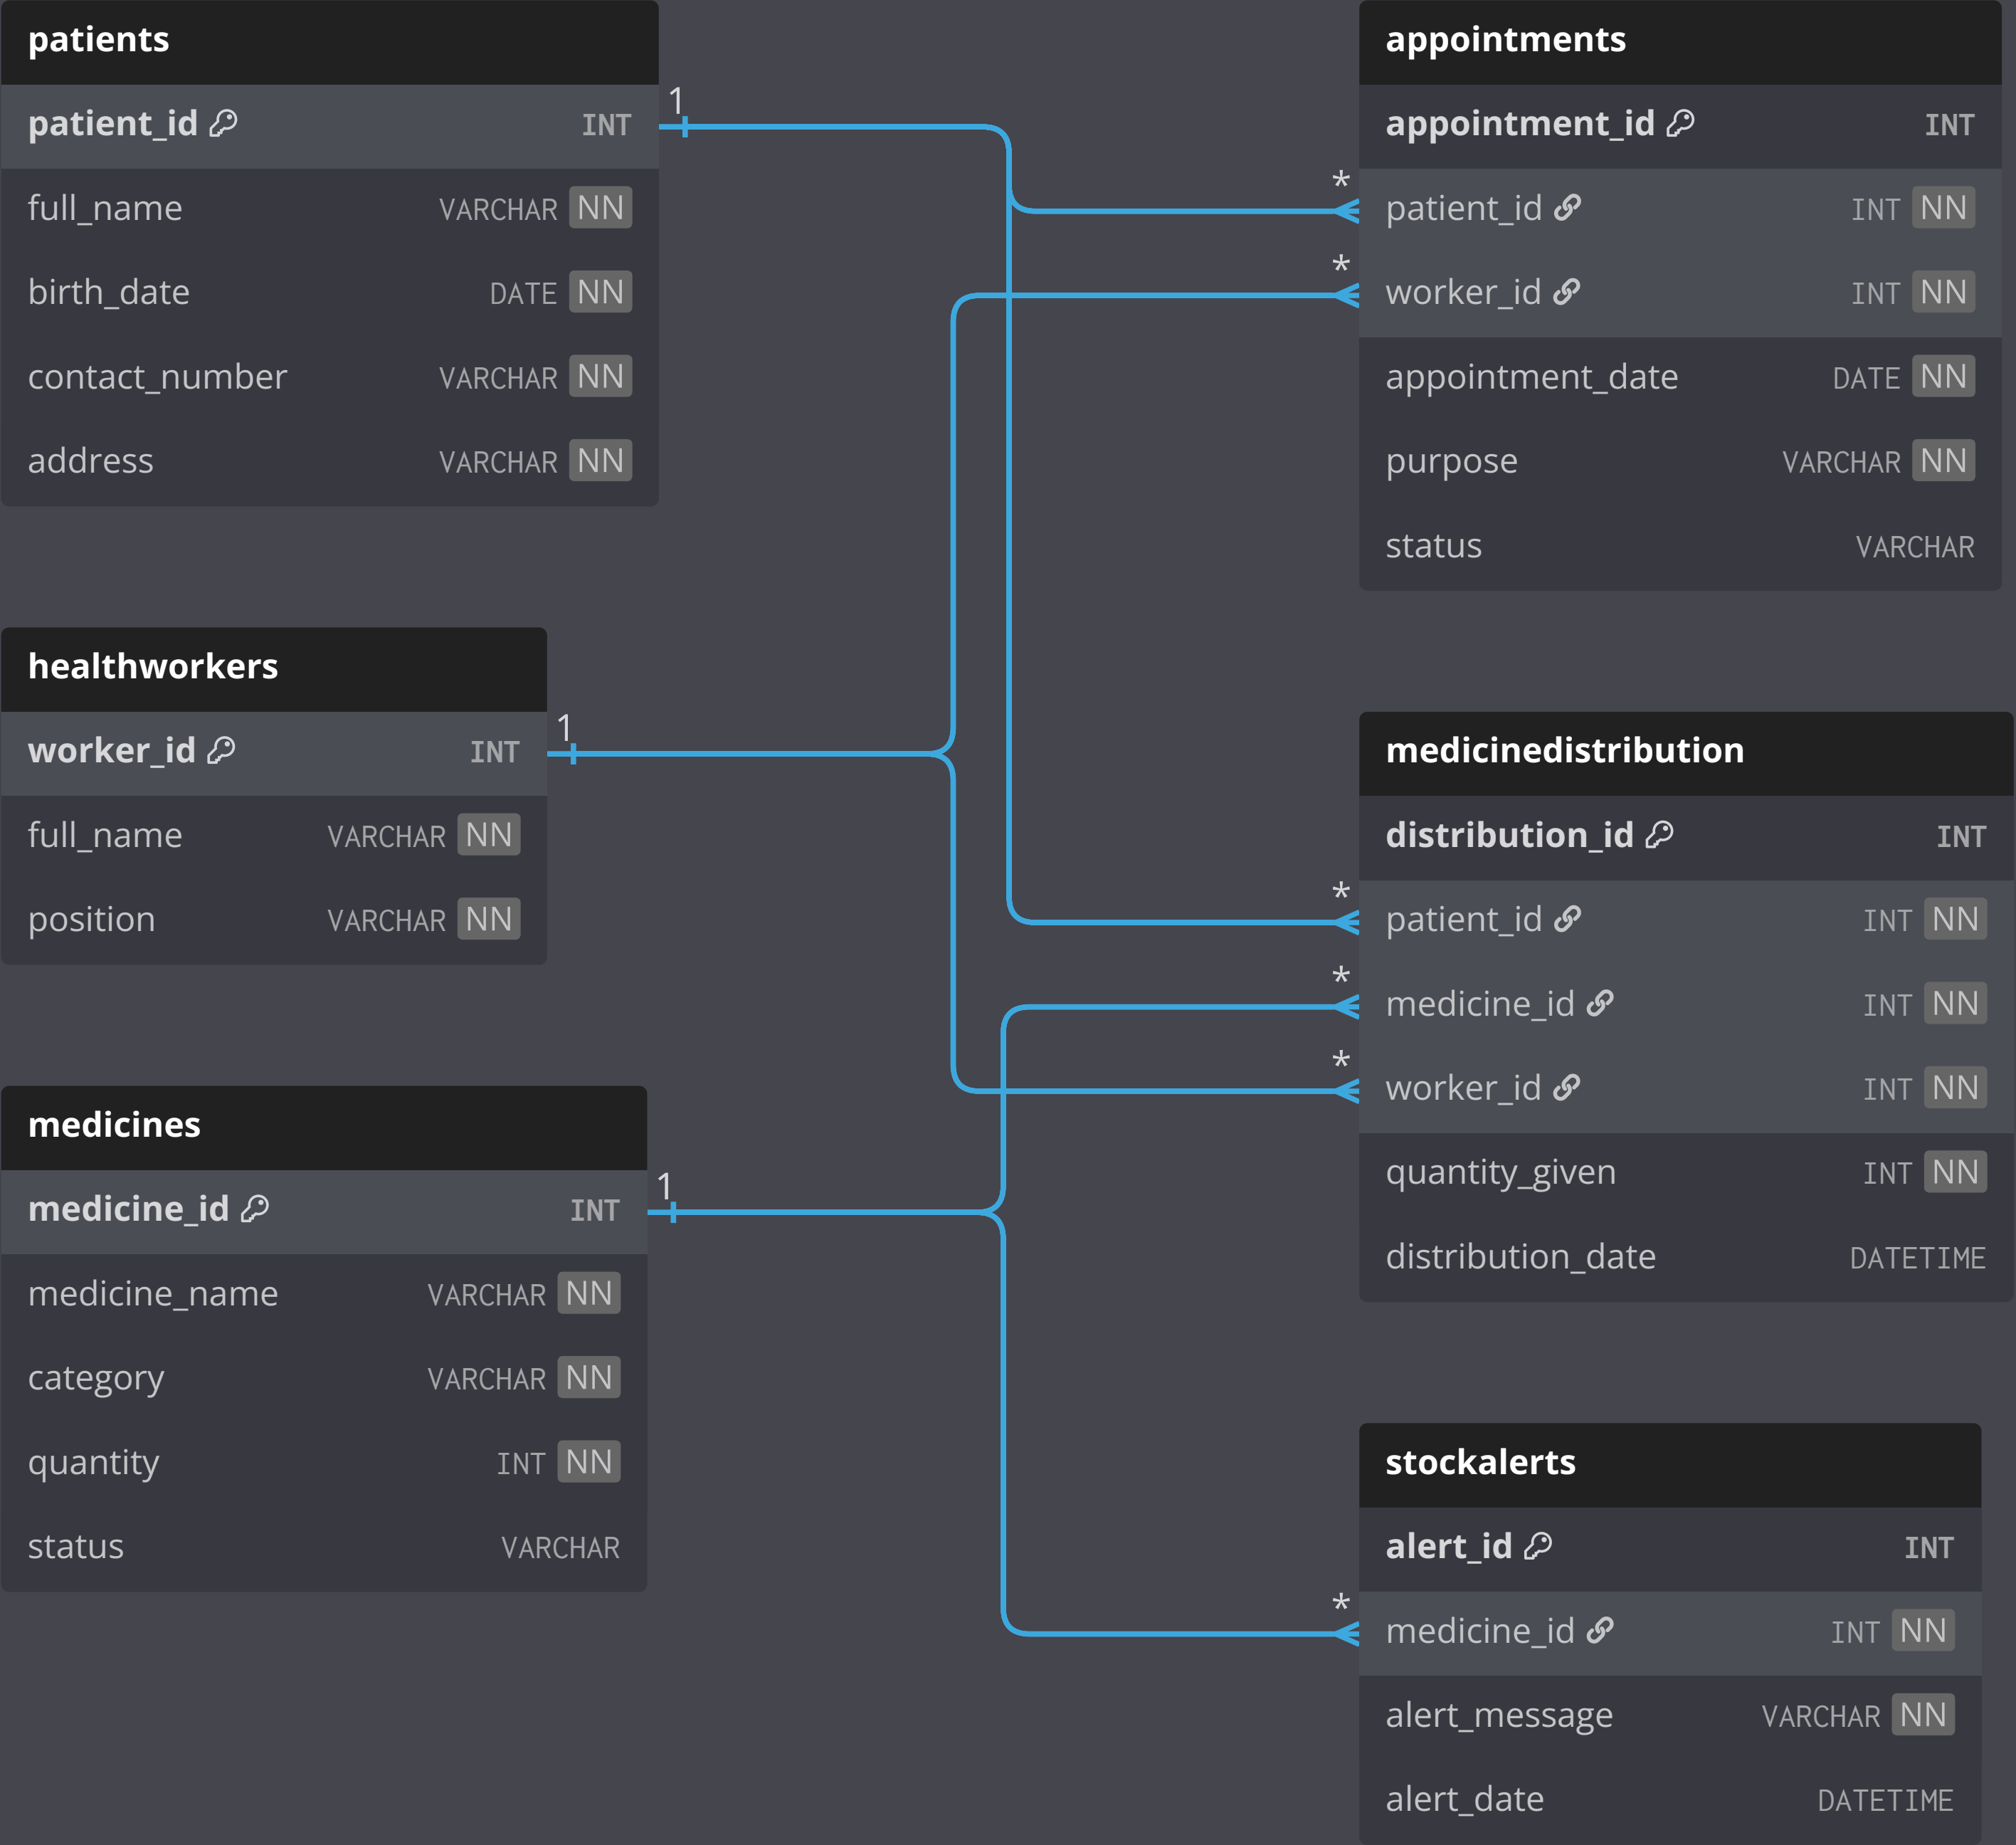 patients
patient_id INT
full_name VARCHAR NN
birth_date DATE NN
contact_number VARCHAR NN
address VARCHAR NN
1
healthworkers
worker_id INT
full_name VARCHAR NN
position VARCHAR NN
1
medicines
medicine_id INT
medicine_name VARCHAR NN
category VARCHAR NN
quantity INT NN
status VARCHAR
1
appointments
appointment_id INT
* patient_id INT NN
* worker_id INT NN
appointment_date DATE NN
purpose VARCHAR NN
status VARCHAR
medicinedistribution
distribution_id INT
* patient_id INT NN
* medicine_id INT NN
* worker_id INT NN
quantity_given INT NN
distribution_date DATETIME
stockalerts
alert_id INT
* medicine_id INT NN
alert_message VARCHAR NN
alert_date DATETIME